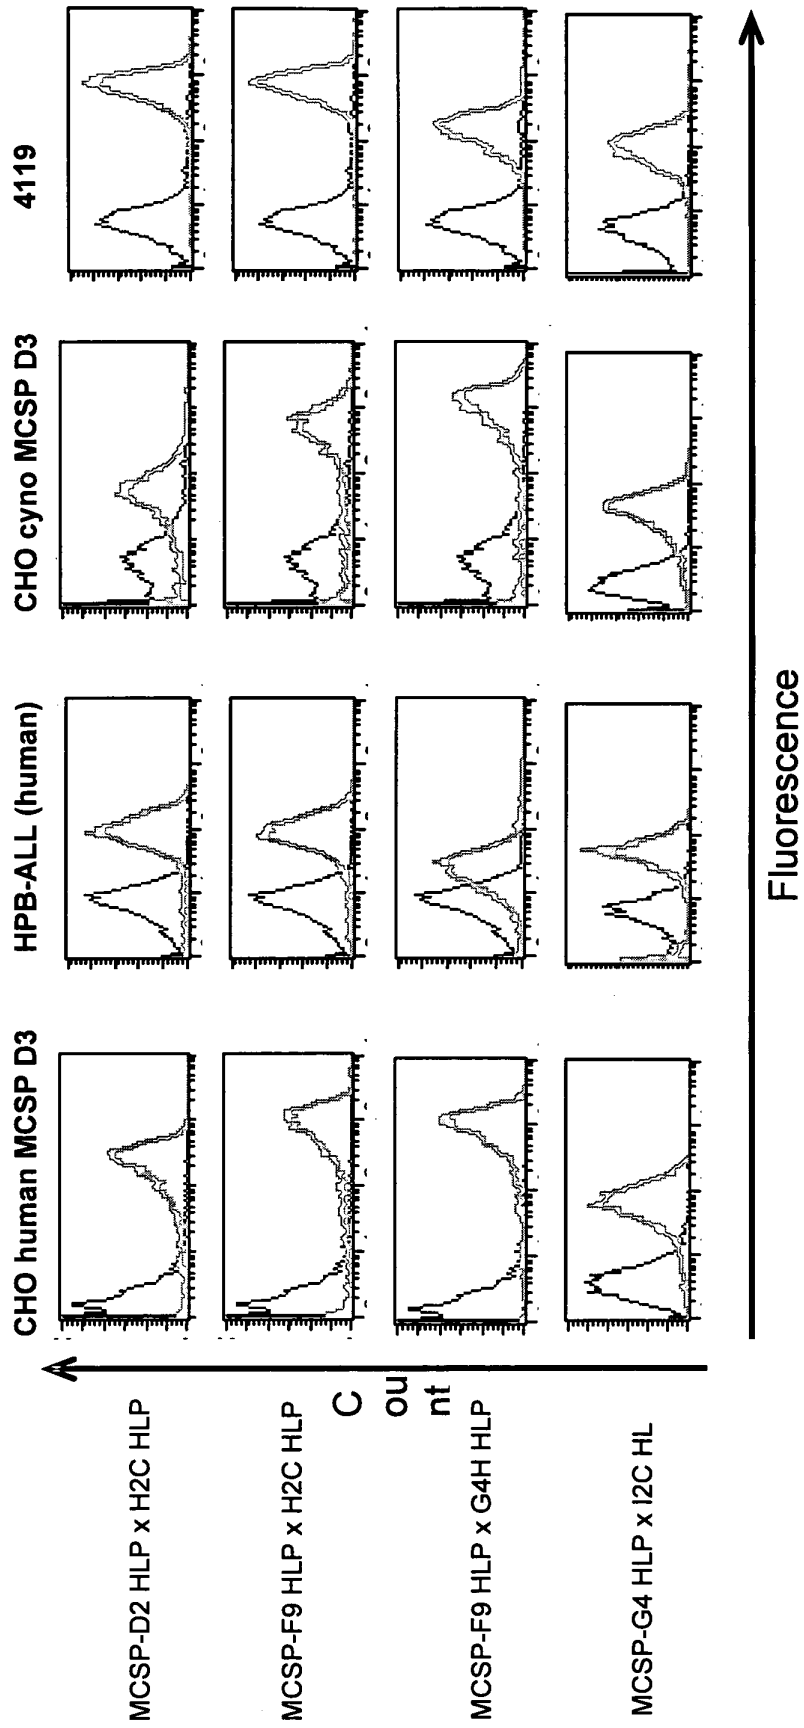 CHO human MCSP D3
HPB-ALL (human)
CHO cyno MCSP D3
4119
MCSP-D2 HLP x H2C HLP
MCSP-F9 HLP x H2C HLP
C
ou
nt
MCSP-F9 HLP x G4H HLP
MCSP-G4 HLP x I2C HL
Fluorescence